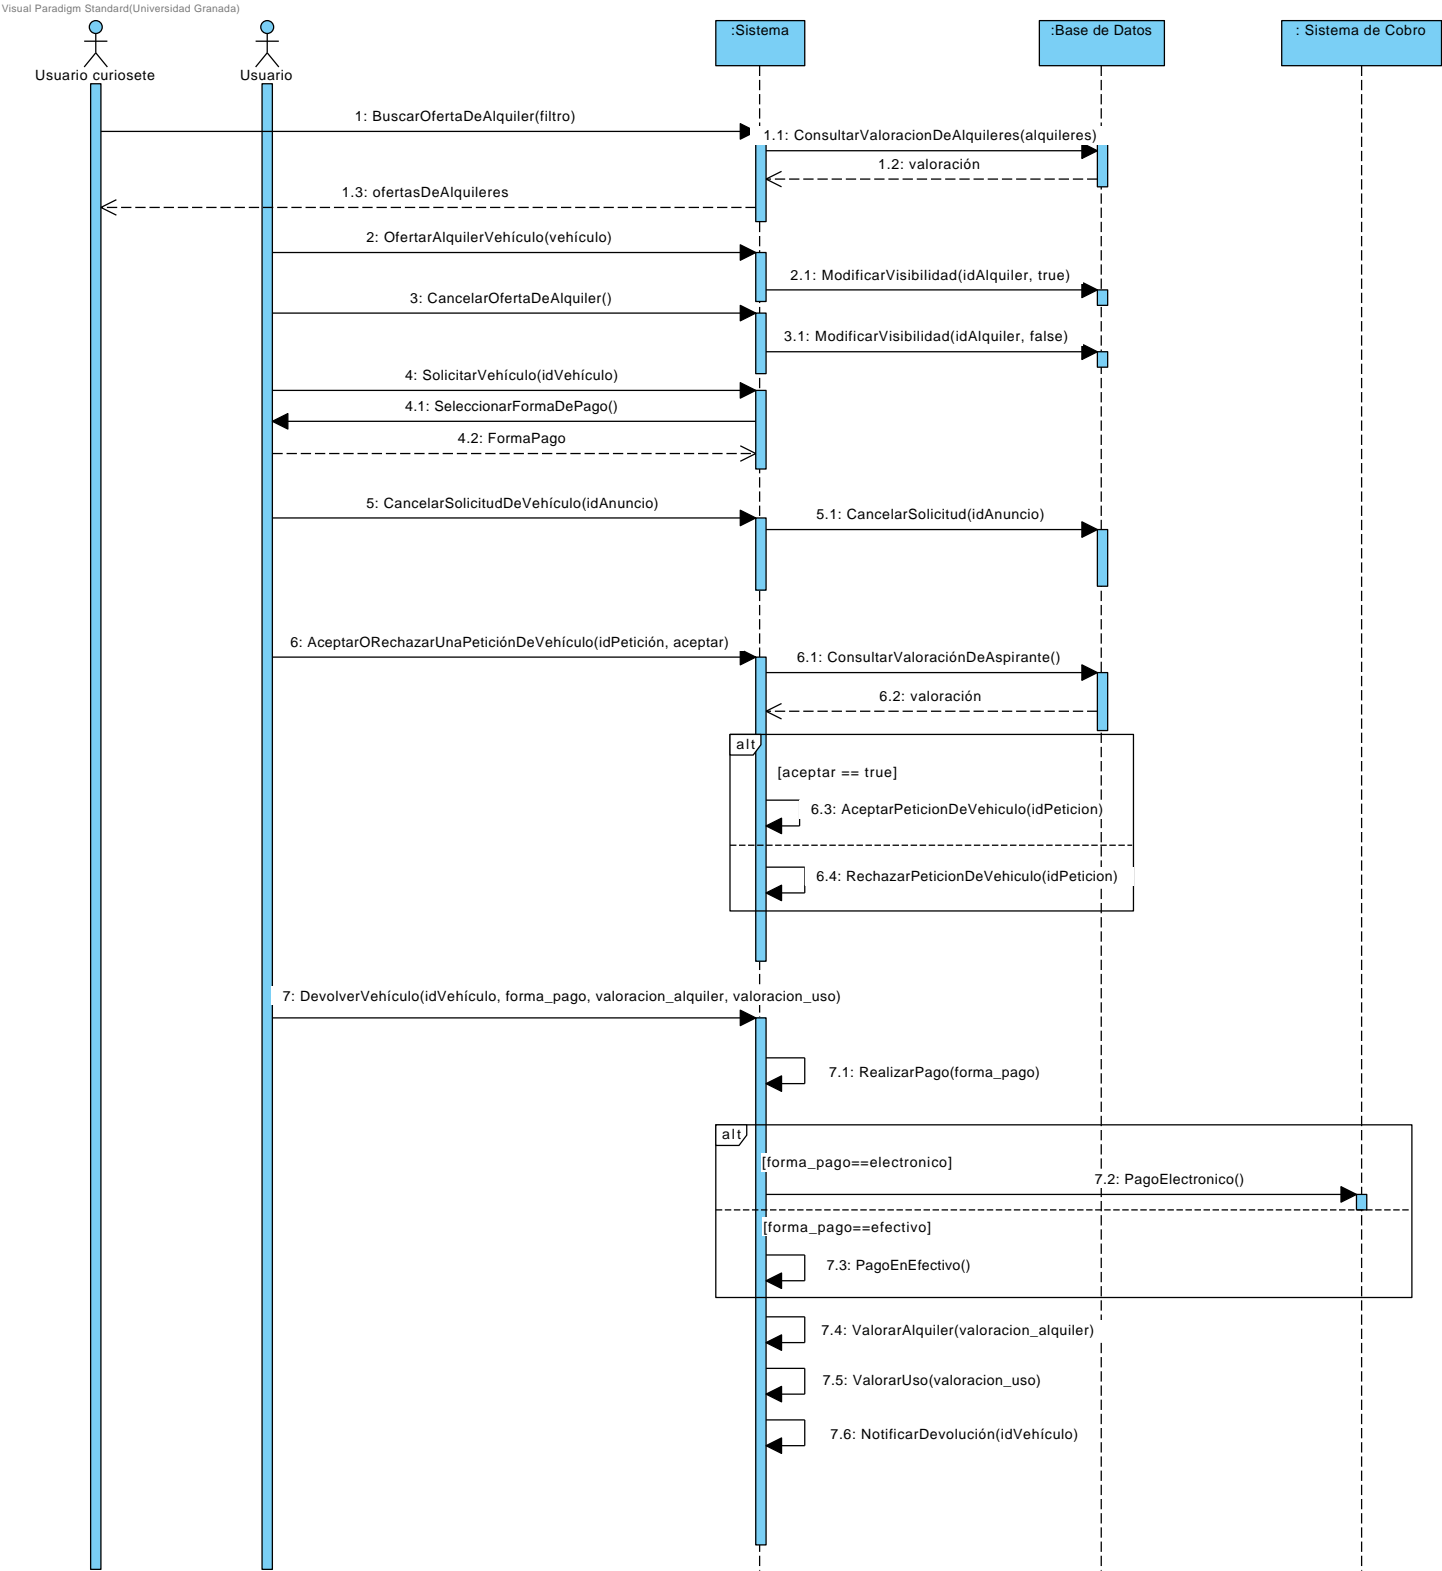 Visual Paradigm Standard(Universidad Granada)
Usuario curiosete
Usuario
:Sistema
:Base de Datos
: Sistema de Cobro
1: BuscarOfertaDeAlquiler(filtro)
1.1: ConsultarValoracionDeAlquileres(alquileres)
1.2: valoración
1.3: ofertasDeAlquileres
2: OfertarAlquilerVehículo(vehículo)
2.1: ModificarVisibilidad(idAlquiler, true)
3: CancelarOfertaDeAlquiler()
3.1: ModificarVisibilidad(idAlquiler, false)
4: SolicitarVehículo(idVehículo)
4.1: SeleccionarFormaDePago()
4.2: FormaPago
5: CancelarSolicitudDeVehículo(idAnuncio)
5.1: CancelarSolicitud(idAnuncio)
6: AceptarORechazarUnaPeticiónDeVehículo(idPetición, aceptar)
6.1: ConsultarValoraciónDeAspirante()
6.2: valoración
alt
[aceptar == true]
6.3: AceptarPeticionDeVehiculo(idPeticion)
6.4: RechazarPeticionDeVehiculo(idPeticion)
7: DevolverVehículo(idVehículo, forma_pago, valoracion_alquiler, valoracion_uso)
7.1: RealizarPago(forma_pago)
alt
[forma_pago==electronico]
7.2: PagoElectronico()
[forma_pago==efectivo]
7.3: PagoEnEfectivo()
7.4: ValorarAlquiler(valoracion_alquiler)
7.5: ValorarUso(valoracion_uso)
7.6: NotificarDevolución(idVehículo)